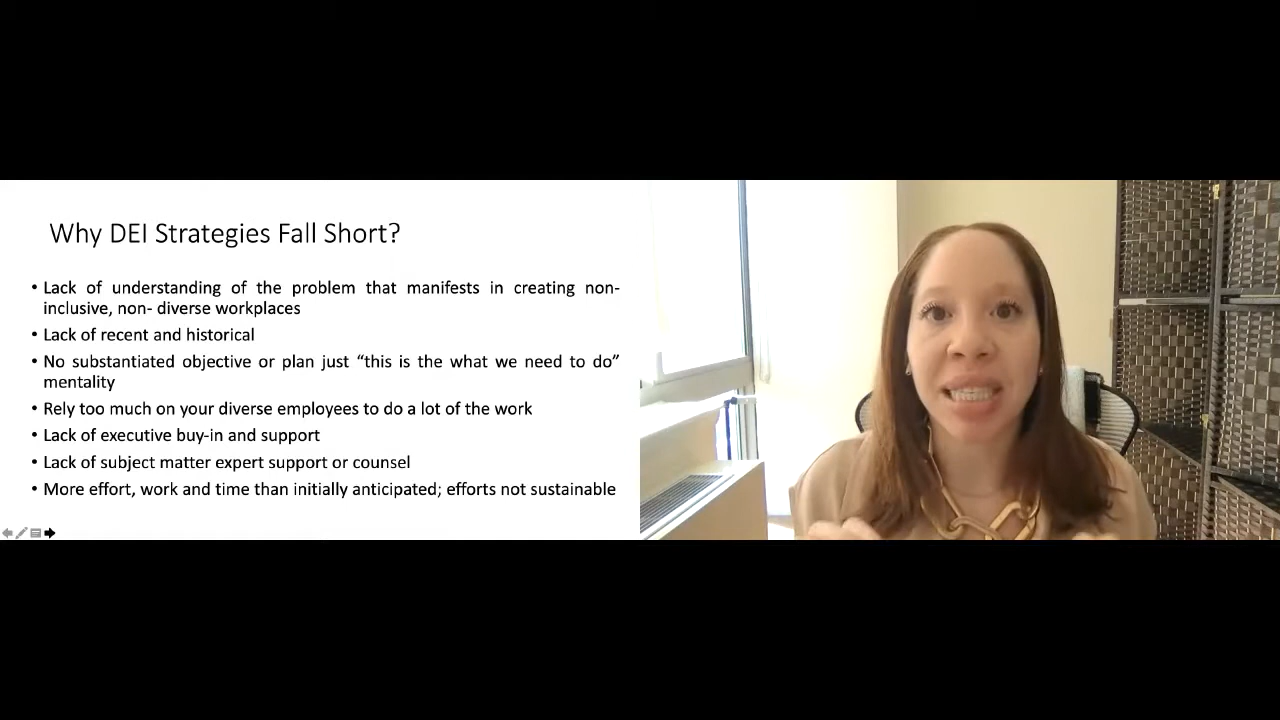 Why DEI Strategies Fall Short?
• Lack of understanding of the problem that manifests in creating non-
inclusive, non- diverse workplaces
• Lack of recent and historical
• No substantiated objective or plan just “this is the what we need to do”
mentality
• Rely too much on your diverse employees to do a lot of the work
• Lack of executive buy-in and support
• Lack of subject matter expert support or counsel
• More effort, work and time than initially anticipated; efforts not sustainable